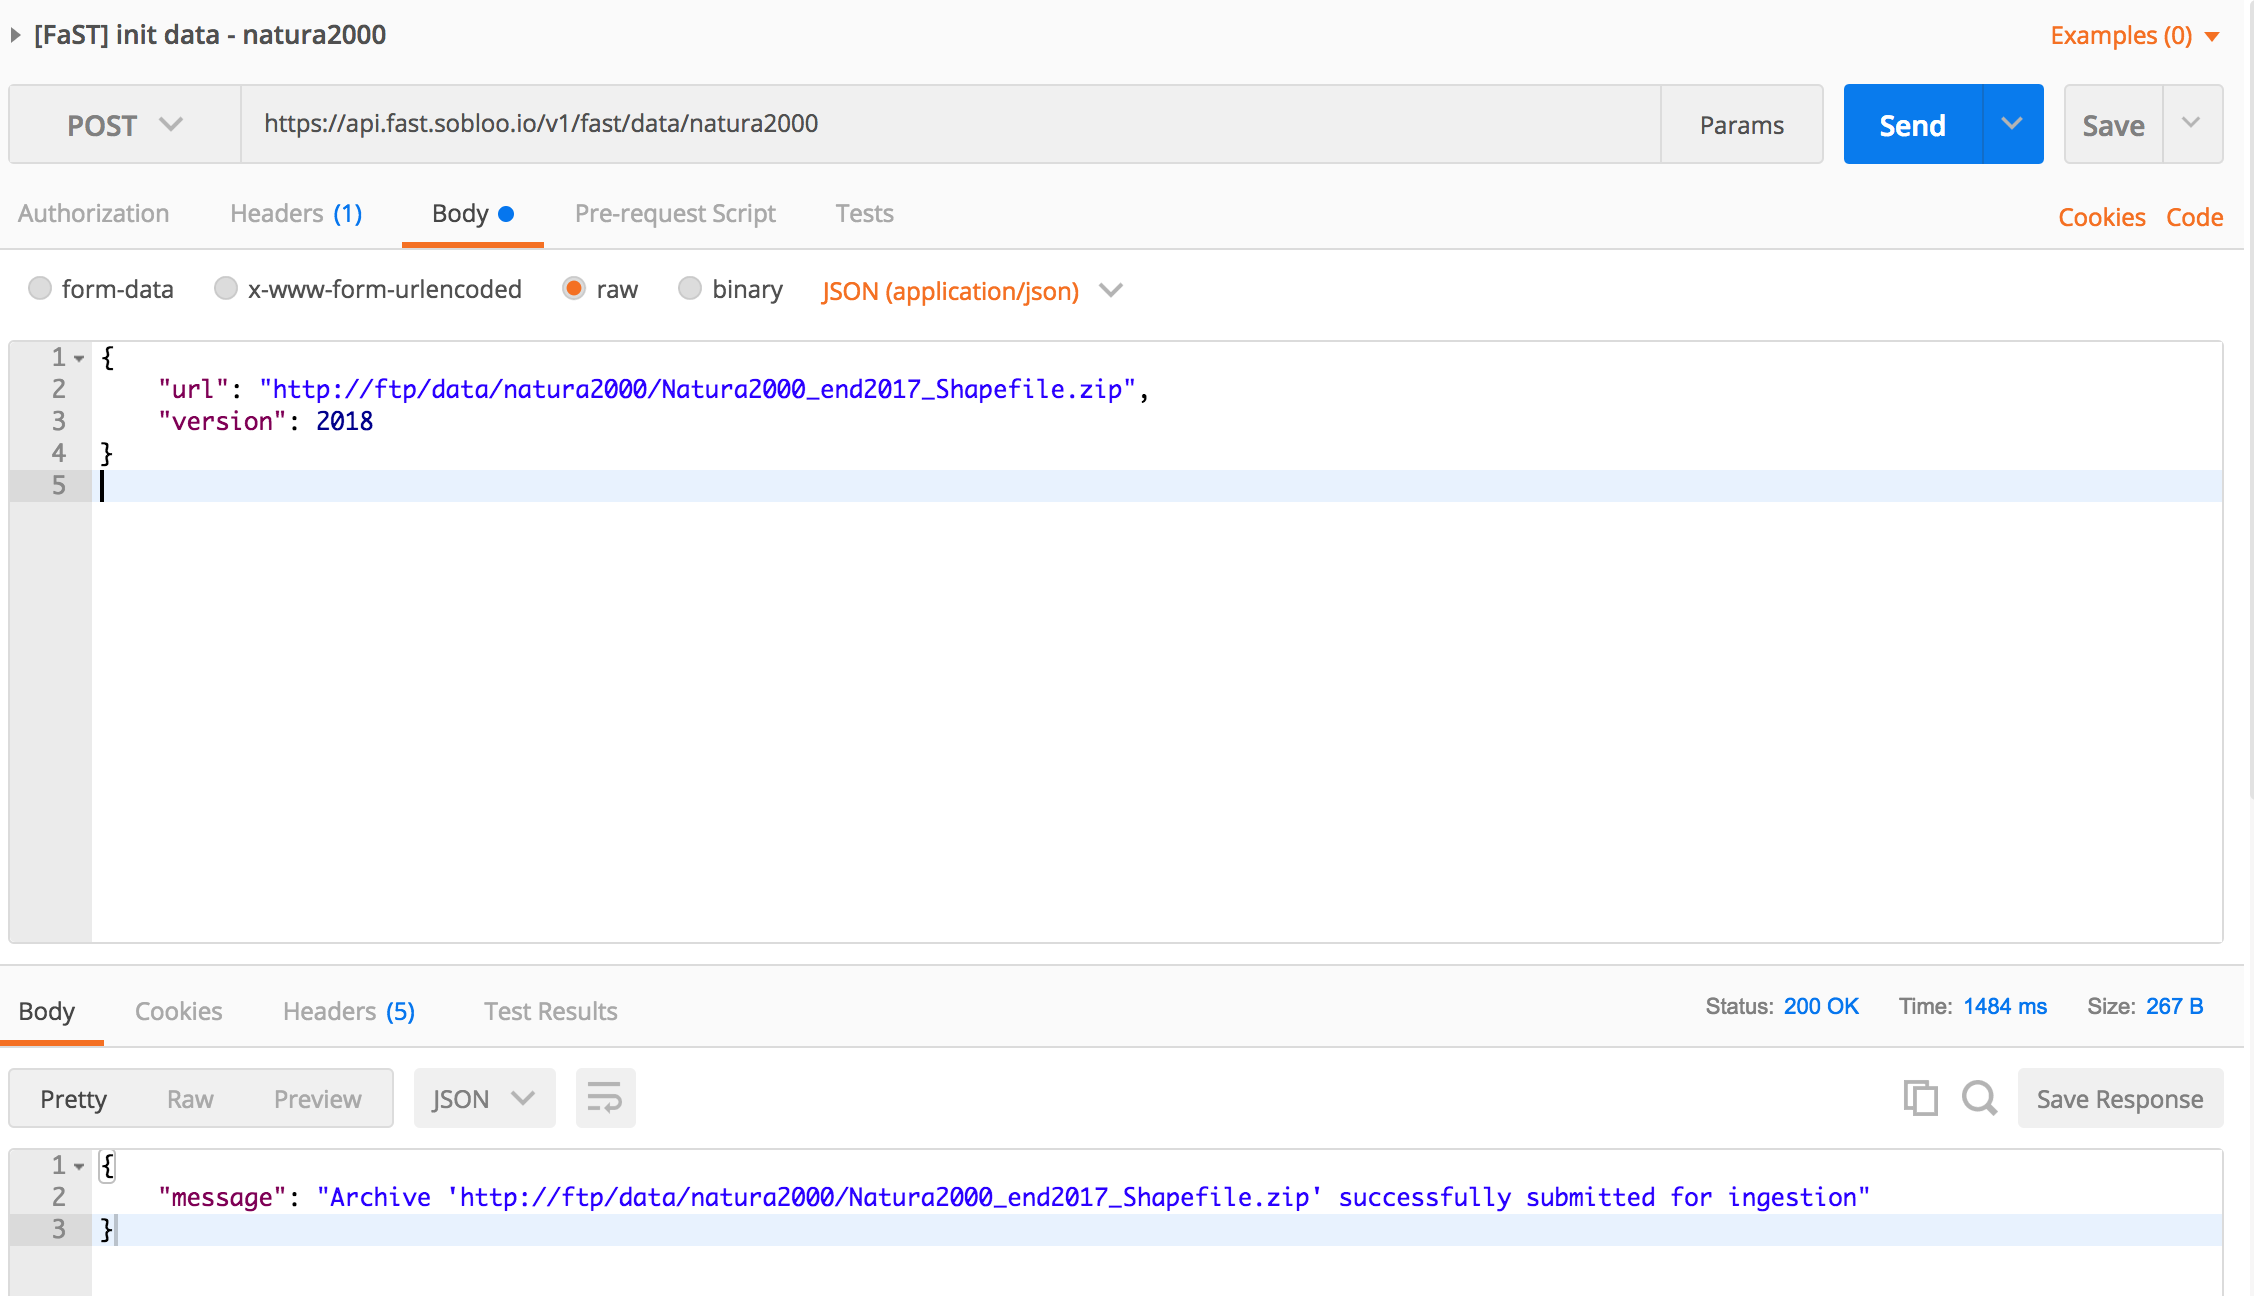 [FaST] init data - natura2000
Examples (0)
POST
https://api.fast.sobloo.io/v1/fast/data/natura2000
Params
Send
Save
Authorization
Headers (1)
Body
Pre-request Script
Tests
Cookies
Code
form-data
x-www-form-urlencoded
raw
binary
JSON (application/json)
1 {
2 "url": "http://ftp/data/natura2000/Natura2000_end2017_Shapefile.zip",
3 "version": 2018
4 }
5
Body
Cookies
Headers (5)
Test Results
Status: 200 OK
Time: 1484 ms
Size: 267 B
Pretty
Raw
Preview
JSON
Save Response
1 {
2 "message": "Archive 'http://ftp/data/natura2000/Natura2000_end2017_Shapefile.zip' successfully submitted for ingestion"
3 }